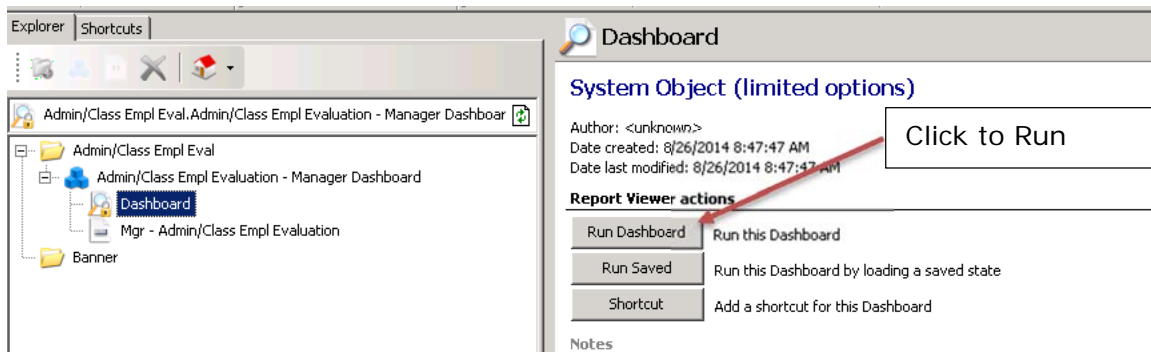 Explorer
Shortcuts
Admin/Class Empl Eval.Admin/Class Empl Evaluation - Manager Dashboar
Admin/Class Empl Eval
Admin/Class Empl Evaluation - Manager Dashboard
Dashboard
Mgr - Admin/Class Empl Evaluation
Banner
Dashboard
System Object (limited options)
Author: <unknown>
Date created: 8/26/2014 8:47:47 AM
Date last modified: 8/26/2014 8:47:47 AM
Click to Run
Report Viewer actions
Run Dashboard Run this Dashboard
Run Saved Run this Dashboard by loading a saved state
Shortcut Add a shortcut for this Dashboard
Notes